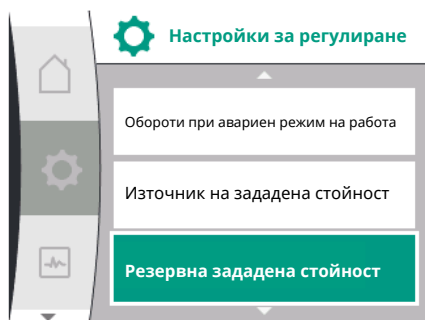 Настройки за регулиране
Обороти при авариен режим на работа
Източник на зададена стойност
Резервна зададена стойност